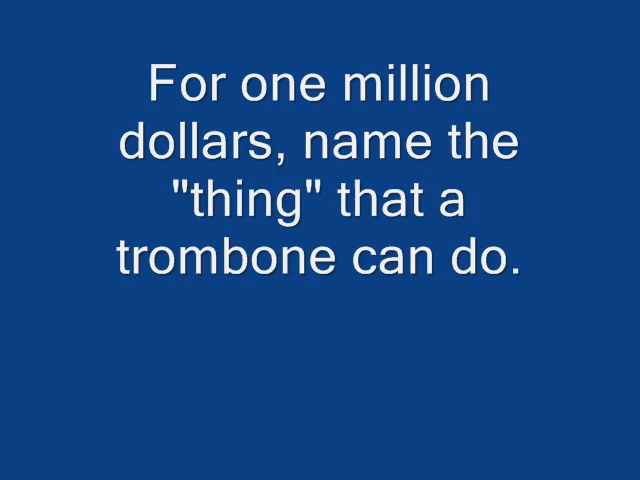 For one million
dollars, name the
"thing" that a
trombone can do.